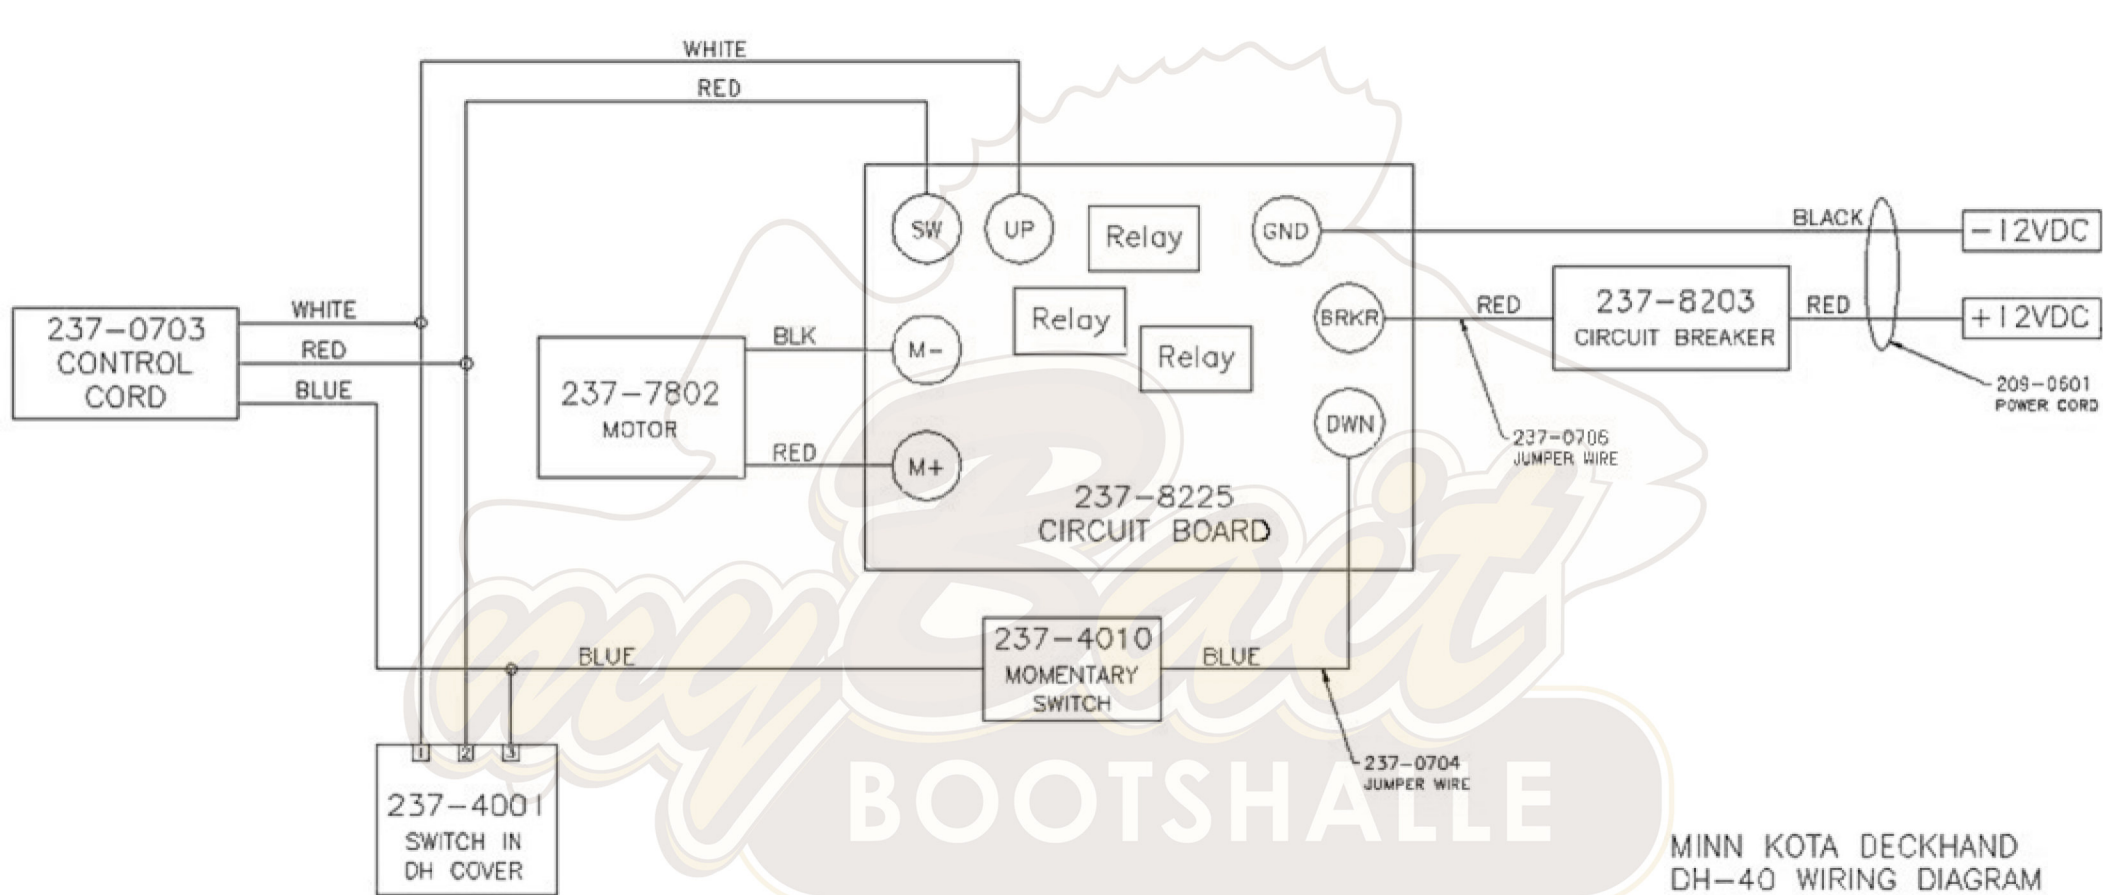 WHITE
RED
SW
UP
Relay
GND
BLACK
-12VDC
237-0703
CONTROL
CORD
WHITE
RED
BLUE
237-7802
MOTOR
BLK
RED
M-
M+
Relay
Relay
BRKR
DWN
RED
237-8203
CIRCUIT BREAKER
RED
+12VDC
209-0601
POWER CORD
237-0706
JUMPER WIRE
237-8225
CIRCUIT BOARD
BLUE
237-4010
MOMENTARY
SWITCH
BLUE
237-0704
JUMPER WIRE
1 2 3
237-4001
SWITCH IN
DH COVER
myBait
BOOTSHALLE
MINN KOTA DECKHAND
DH-40 WIRING DIAGRAM